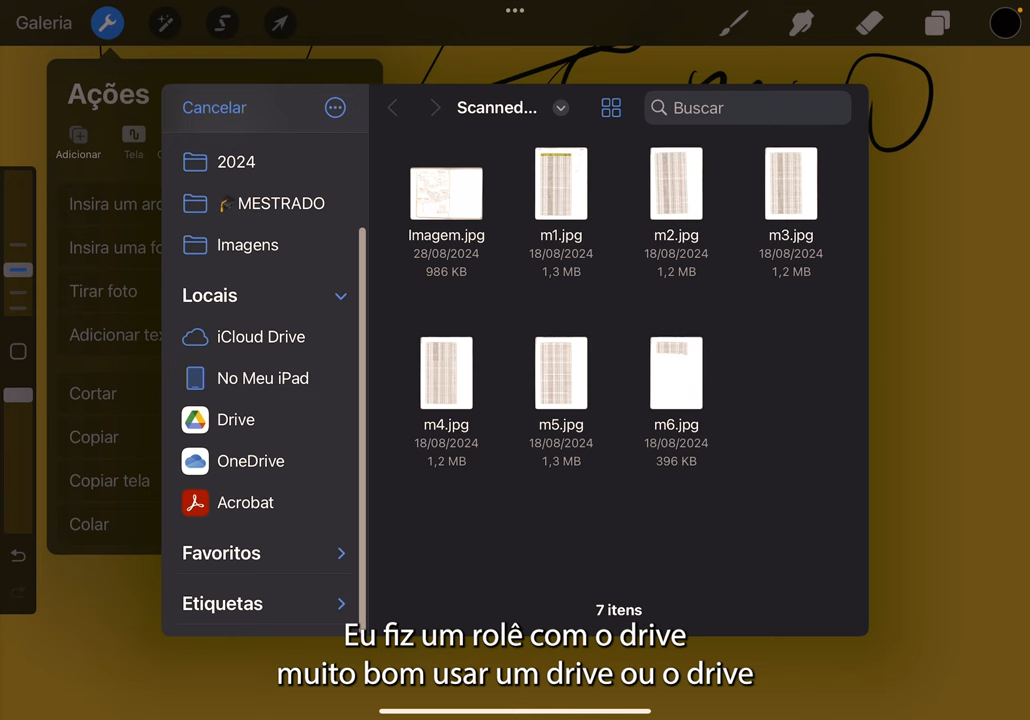 Galeria
Ações
Adicionar
Tela
Insira um arq
Insira uma fo
Tirar foto
Adicionar tex
Cortar
Copiar
Copiar tela
Colar
Cancelar
2024
🎓MESTRADO
Imagens
Locais
iCloud Drive
No Meu iPad
Drive
OneDrive
Acrobat
Favoritos
Etiquetas
Scanned...
Buscar
Imagem.jpg m1.jpg m2.jpg m3.jpg
28/08/2024 18/08/2024 18/08/2024 18/08/2024
986 KB 1,3 MB 1,2 MB 1,2 MB
m4.jpg m5.jpg m6.jpg
18/08/2024 18/08/2024 18/08/2024
1,2 MB 1,3 MB 396 KB
7 itens
Eu fiz um rolê com o drive
muito bom usar um drive ou o drive